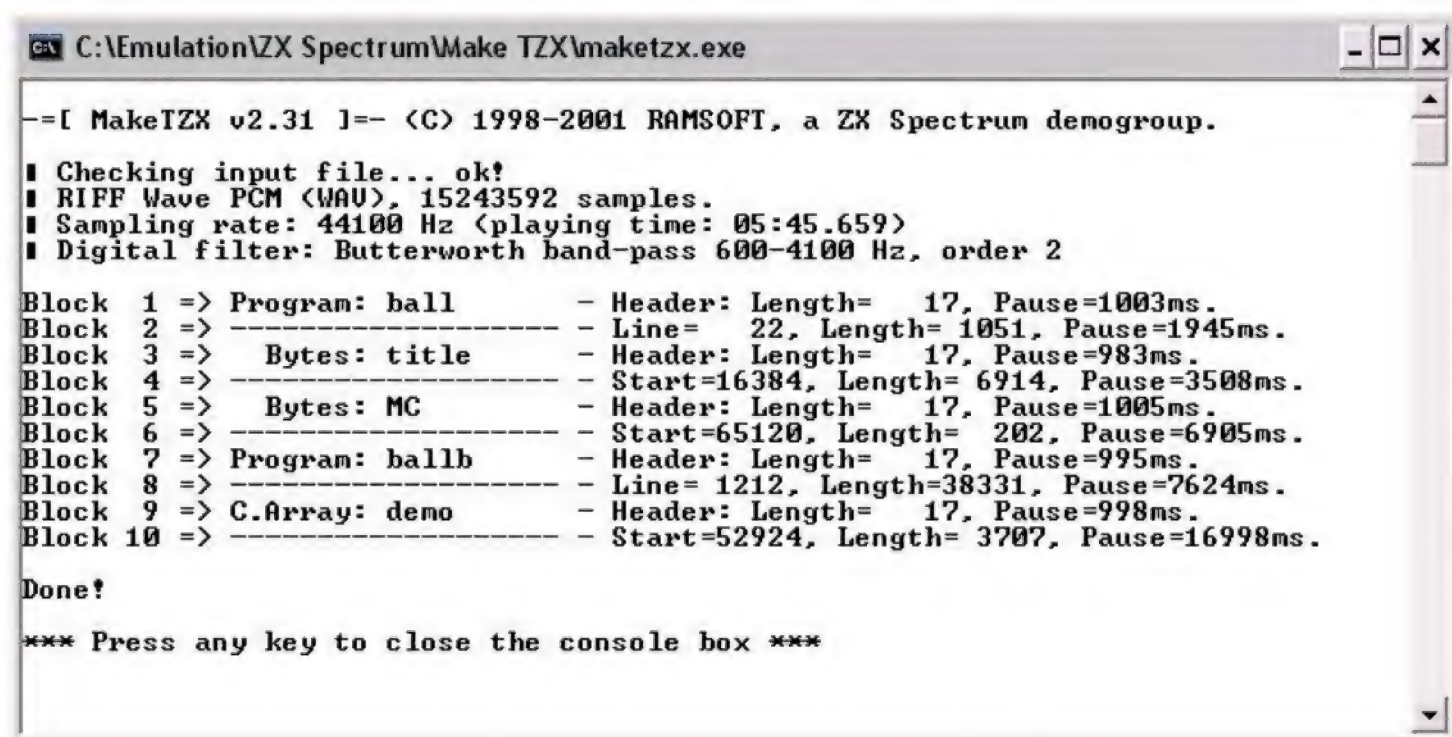 C:\Emulation\ZX Spectrum\Make TZX\maketzx.exe
-=[ MakeTZX v2.31 ]=- (C) 1998-2001 RAMSOFT, a ZX Spectrum demogroup.
Checking input file... ok!
RIFF Wave PCM (WAV), 15243592 samples.
Sampling rate: 44100 Hz (playing time: 05:45.659)
Digital filter: Butterworth band-pass 600-4100 Hz, order 2
Block  1 => Program: ball       - Header: Length=   17, Pause=1003ms.
Block  2 => ------------------- - Line=   22, Length= 1051, Pause=1945ms.
Block  3 =>   Bytes: title      - Header: Length=   17, Pause=983ms.
Block  4 => ------------------- - Start=16384, Length= 6914, Pause=3508ms.
Block  5 =>   Bytes: MC         - Header: Length=   17, Pause=1005ms.
Block  6 => ------------------- - Start=65120, Length=  202, Pause=6905ms.
Block  7 => Program: ballb      - Header: Length=   17, Pause=995ms.
Block  8 => ------------------- - Line= 1212, Length=38331, Pause=7624ms.
Block  9 => C.Array: demo       - Header: Length=   17, Pause=998ms.
Block 10 => ------------------- - Start=52924, Length= 3707, Pause=16998ms.
Done!
*** Press any key to close the console box ***